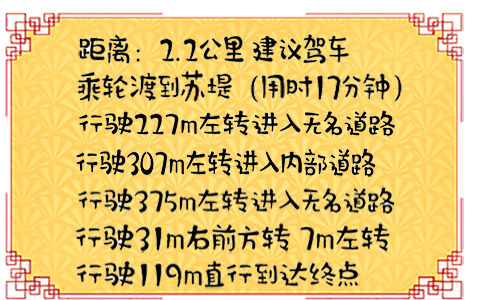 距离：2.2公里 建议驾车
乘轮渡到苏堤（用时17分钟）
行驶227m左转进入无名道路
行驶307m左转进入内部道路
行驶375m左转进入无名道路
行驶31m右前方转 7m左转
行驶119m直行到达终点